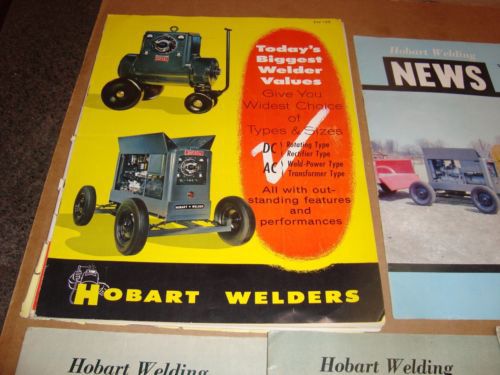 Today's
Biggest
Welder
Values
Give You
Widest Choice
of
Types & Sizes
DC Rotating Type
Rectifier Type
AC Weld-Power Type
Transformer Type
All with out-
standing features
and
performances
HOBART WELDER
HOBART WELDERS
Hobart Welding
NEWS
Hobart Welding
Hobart Welding